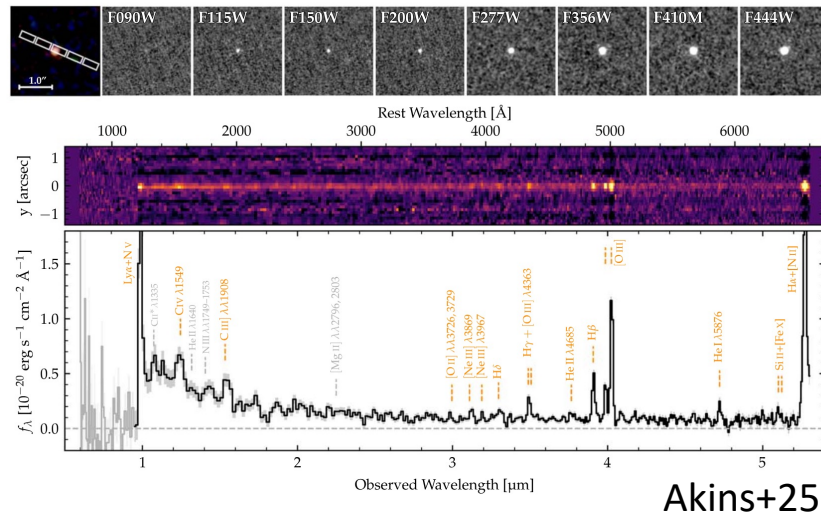 F090W F115W F150W F200W F277W F356W F410M F444W
1.0″
Rest Wavelength [Å]
1200 1500 2000 3000 4000 5000 6000
y [arcsec]
1
0
−1
fλ [10⁻²⁰ erg s⁻¹ cm⁻² Å⁻¹]
1.5
1.0
0.5
0.0
Lyα+N V
C II* λ1335
C IV λ1549
He II λ1640
N III] λλ1749–1753
C III] λλ1908
[Mg II] λλ2796, 2803
[O II] λλ3726, 3729
[Ne III] λ3869
[Ne III] λ3967
Hδ
Hγ + [O III] λ4363
He II λ4685
Hβ
[O III]
He I λ5876
Si II+[Fe X]
Hα+[N II]
1 2 3 4 5
Observed Wavelength [μm]
Akins+25